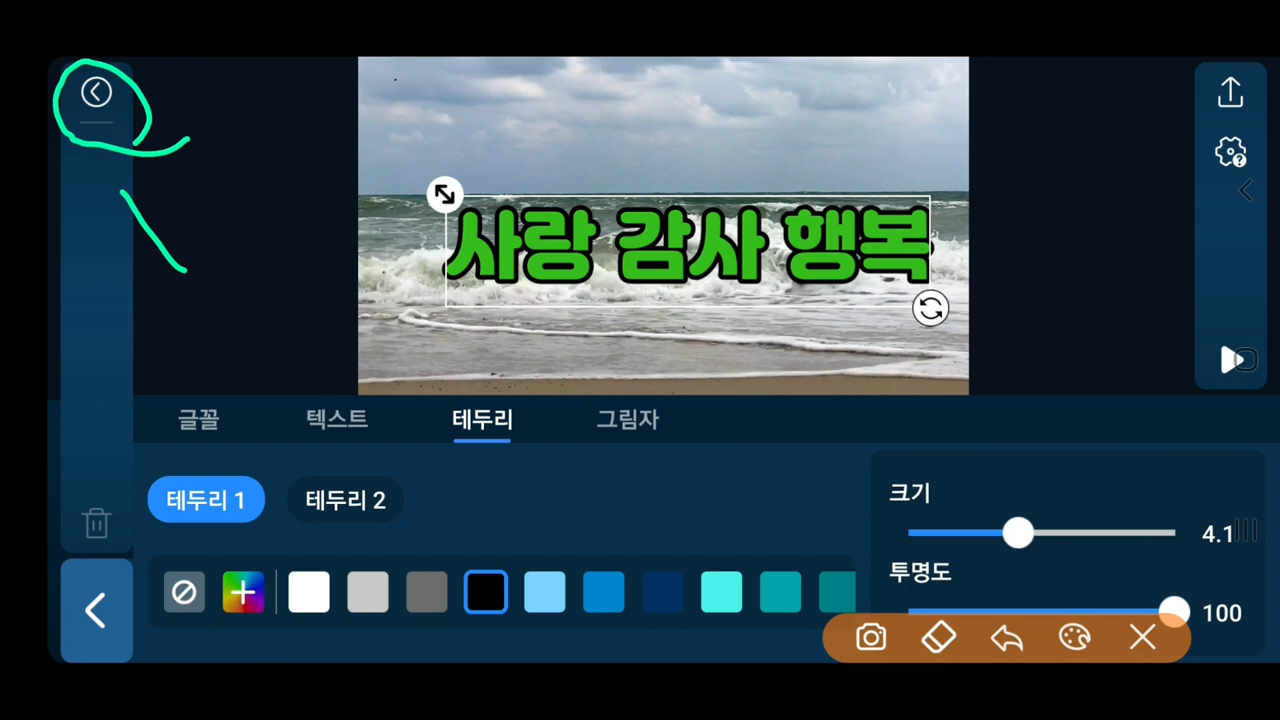 사랑 감사 행복
글꼴 텍스트 테두리 그림자
테두리 1 테두리 2
크기
4.1
투명도
100